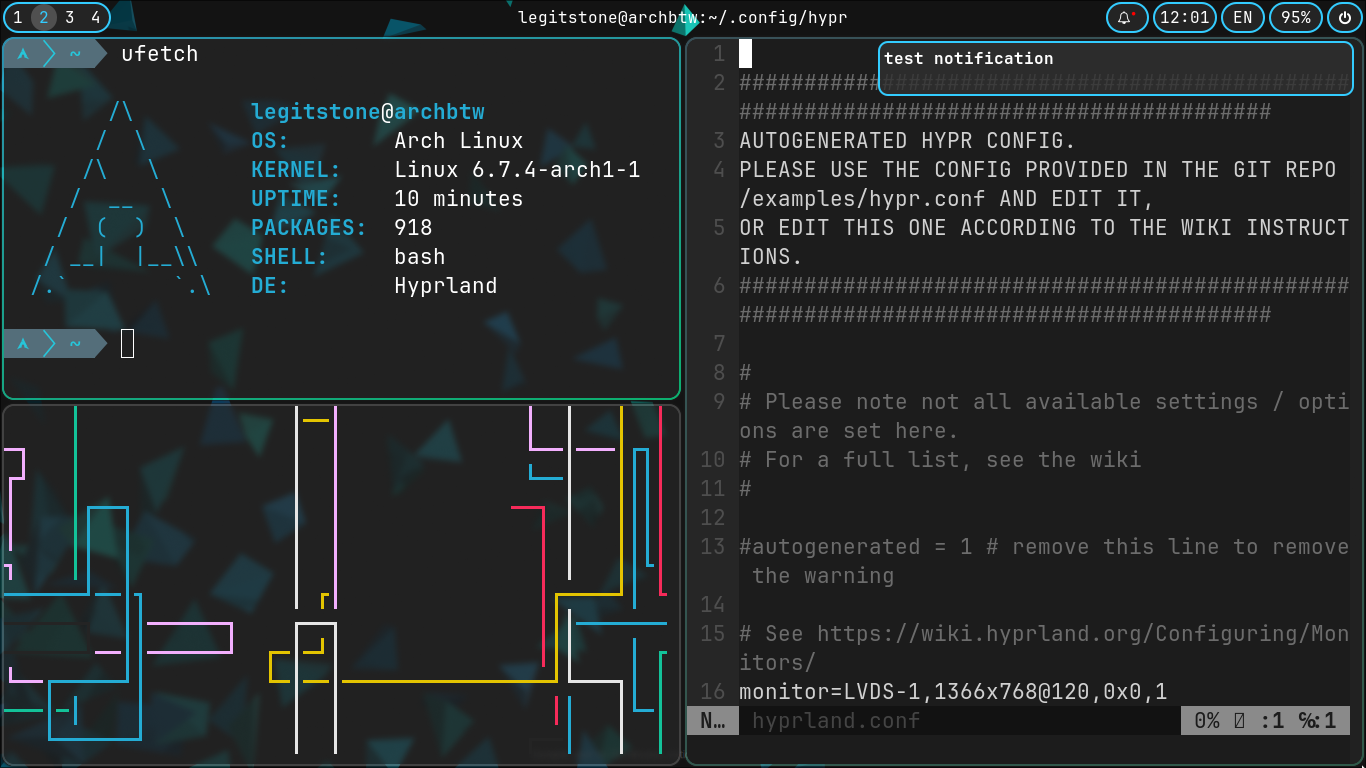 1 2 3 4
legitstone@archbtw:~/.config/hypr
12:01
EN
95%
~ ufetch
legitstone@archbtw
OS: Arch Linux
KERNEL: Linux 6.7.4-arch1-1
UPTIME: 10 minutes
PACKAGES: 918
SHELL: bash
DE: Hyprland
~
test notification
1
2 ###############################################
#########################################
3 AUTOGENERATED HYPR CONFIG.
4 PLEASE USE THE CONFIG PROVIDED IN THE GIT REPO
/examples/hypr.conf AND EDIT IT,
5 OR EDIT THIS ONE ACCORDING TO THE WIKI INSTRUCT
IONS.
6 ###############################################
#########################################
7
8 #
9 # Please note not all available settings / opti
ons are set here.
10 # For a full list, see the wiki
11 #
12
13 #autogenerated = 1 # remove this line to remove
the warning
14
15 # See https://wiki.hyprland.org/Configuring/Mon
itors/
16 monitor=LVDS-1,1366x768@120,0x0,1
N… hyprland.conf 0% :1 ℅:1